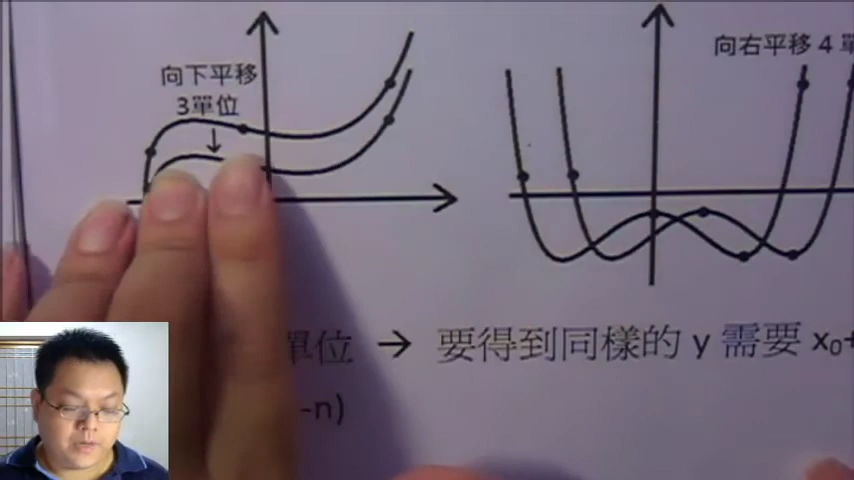 向下平移
3單位
向右平移 4 單
單位 → 要得到同樣的 y 需要 x₀+
-n)